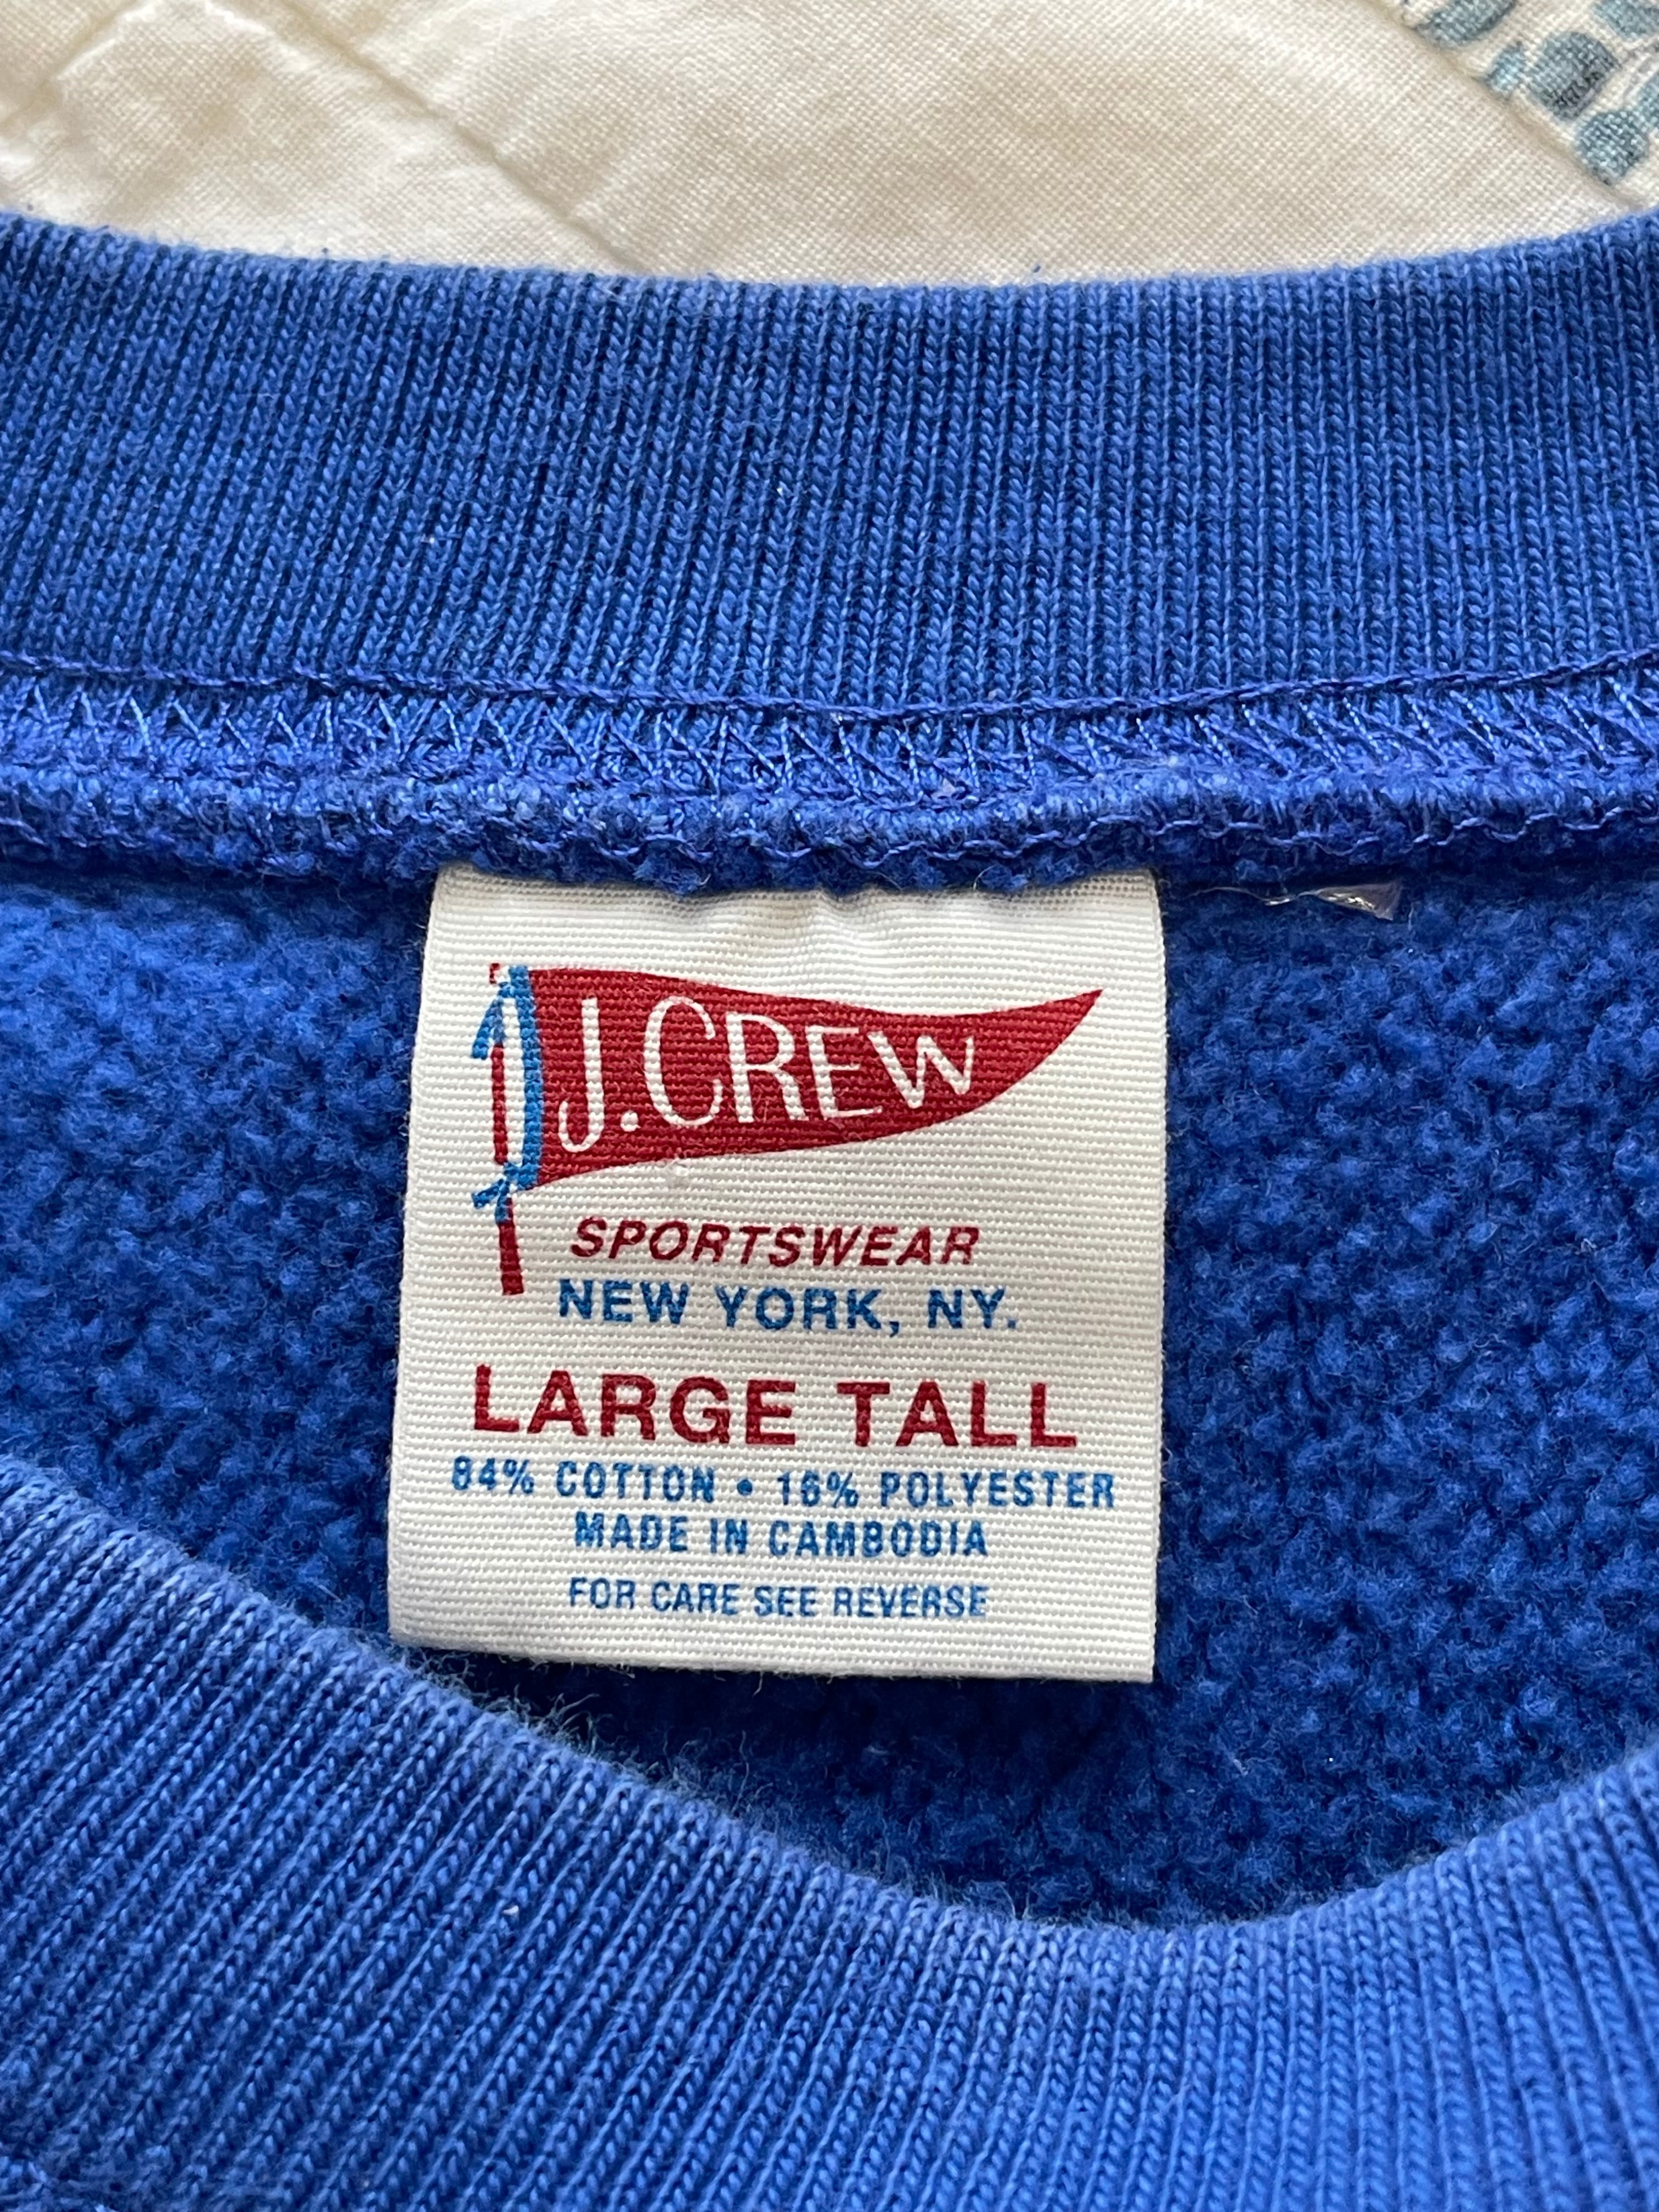 J.CREW
SPORTSWEAR
NEW YORK, NY.
LARGE TALL
84% COTTON • 16% POLYESTER
MADE IN CAMBODIA
FOR CARE SEE REVERSE